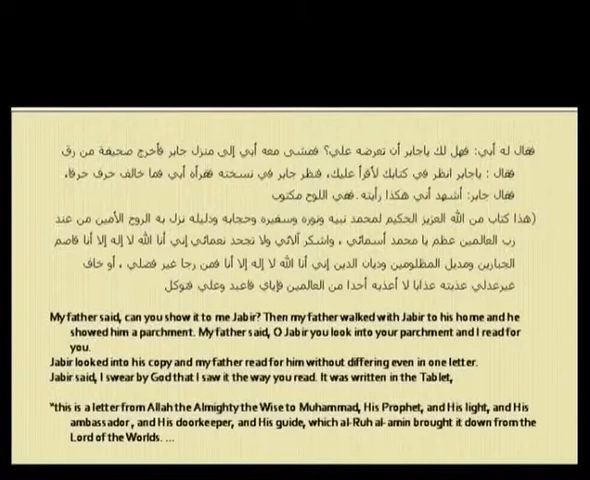 فقال له أبي: فهل لك ياجابر أن تعرضه علي؟ فمشى معه أبي إلى منزل جابر فأخرج صحيفة من رق
فقال : ياجابر انظر في كتابك لأقرأ عليك، فنظر جابر في نسخته فقرأه أبي فما خالف حرف حرفا،
فقال جابر: أشهد أني هكذا رأيته .ففي اللوح مكتوب
(هذا كتاب من الله العزيز الحكيم لمحمد نبيه ونوره وسفيره وحجابه ودليله نزل به الروح الأمين من عند
رب العالمين عظم يا محمد أسمائي ، واشكر آلائي ولا تجحد نعمائي إني أنا الله لا إله إلا أنا قاصم
الجبارين ومديل المظلومين وديان الدين إني أنا الله لا إله إلا أنا فمن رجا غير فضلي ، أو خاف
غيرعدلي عذبته عذابا لا أعذبه أحدا من العالمين فإياي فاعبد وعلي فتوكل
My father said, can you show it to me Jabir? Then my father walked with Jabir to his home and he
showed him a parchment. My father said, O Jabir you look into your parchment and I read for
you.
Jabir looked into his copy and my father read for him without differing even in one letter.
Jabir said, I swear by God that I saw it the way you read. It was written in the Tablet,
"this is a letter from Allah the Almighty the Wise to Muhammad, His Prophet, and His light, and His
ambassador, and His doorkeeper, and His guide, which al-Ruh al-amin brought it down from the
Lord of the Worlds. ...